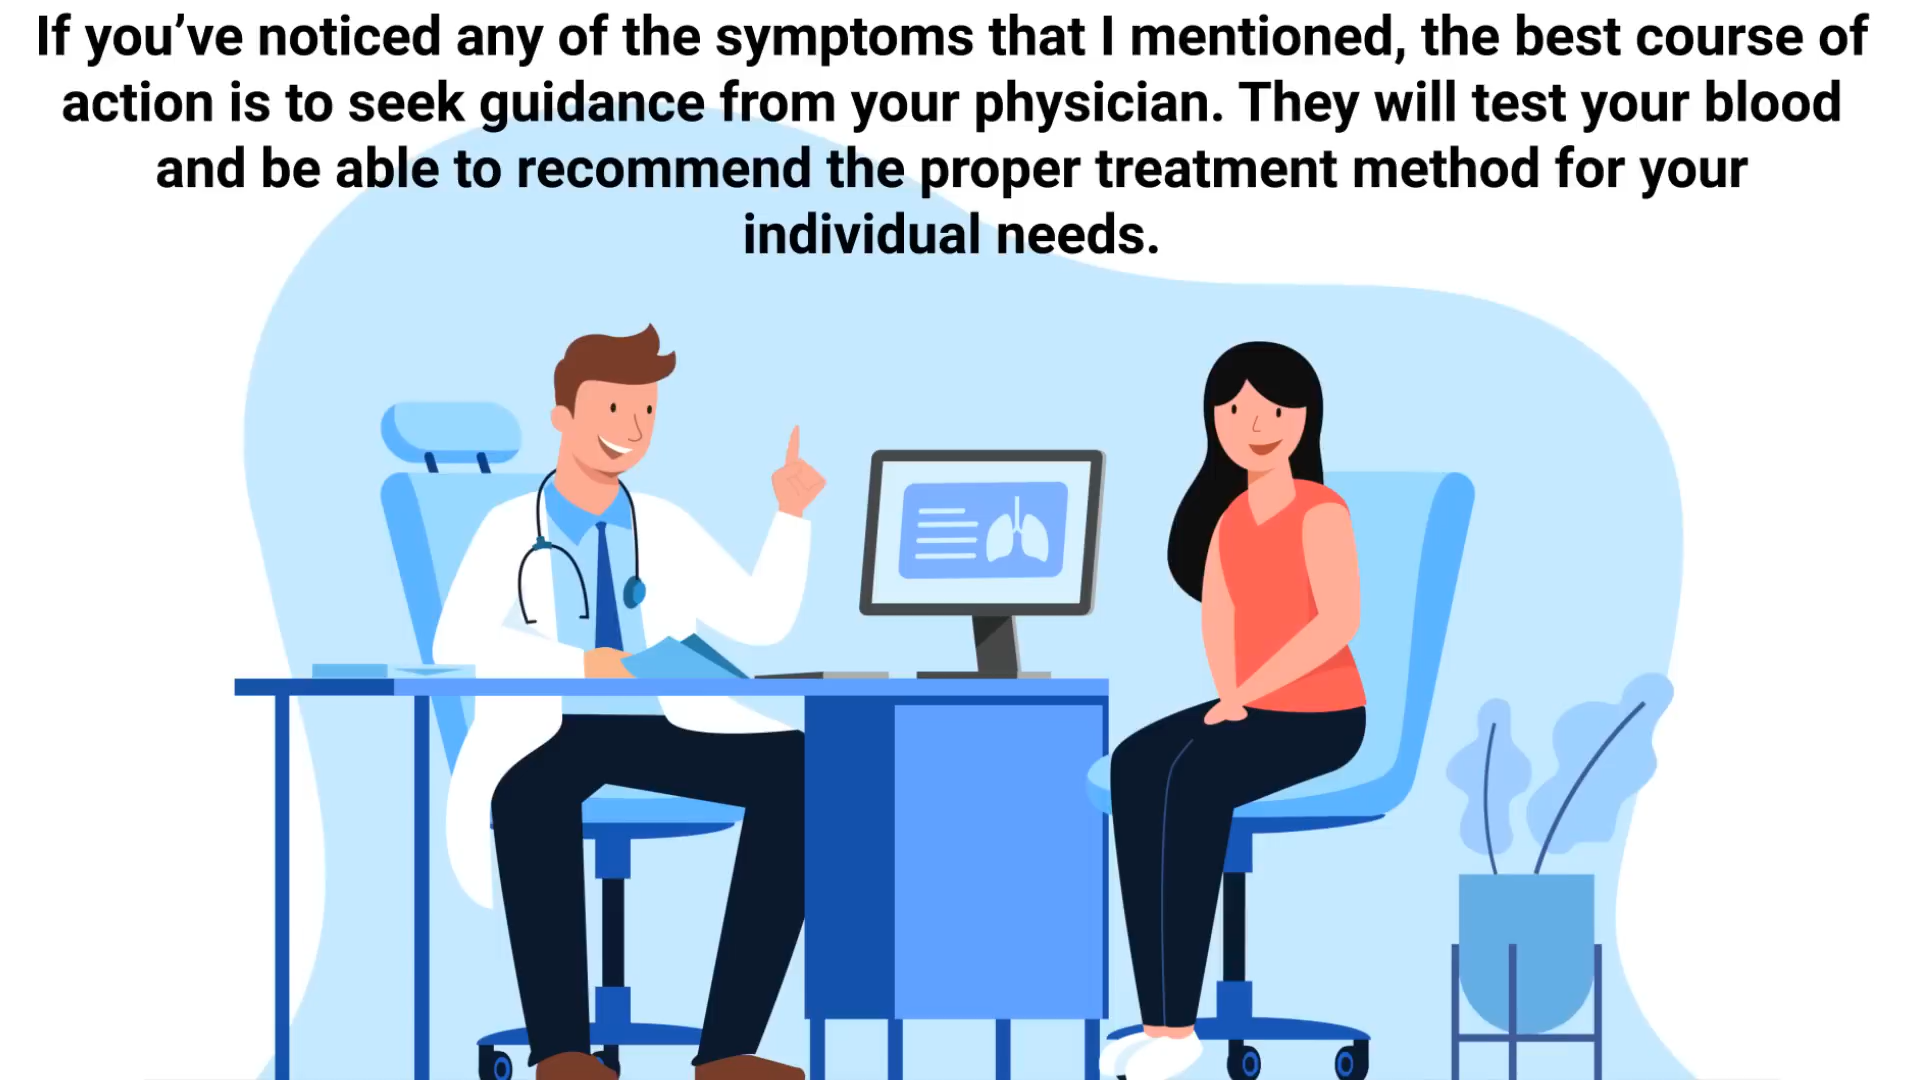 If you’ve noticed any of the symptoms that I mentioned, the best course of
action is to seek guidance from your physician. They will test your blood
and be able to recommend the proper treatment method for your
individual needs.